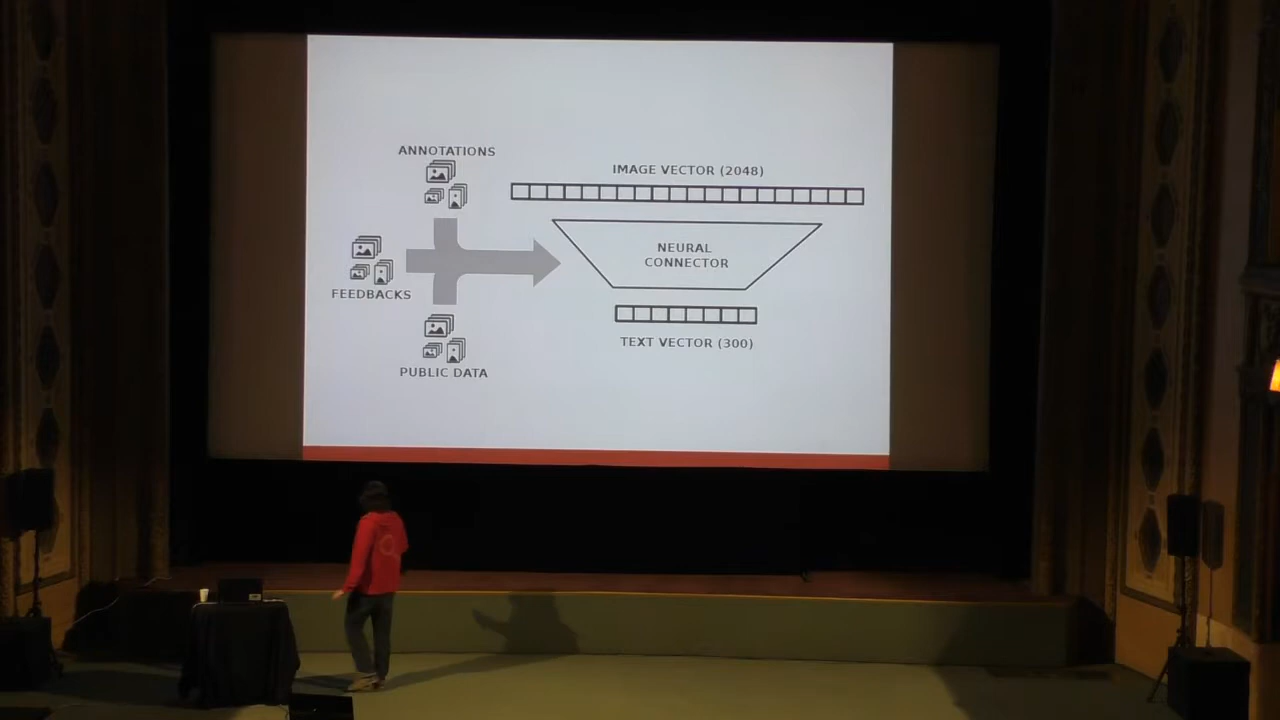 ANNOTATIONS
FEEDBACKS
PUBLIC DATA
IMAGE VECTOR (2048)
NEURAL
CONNECTOR
TEXT VECTOR (300)